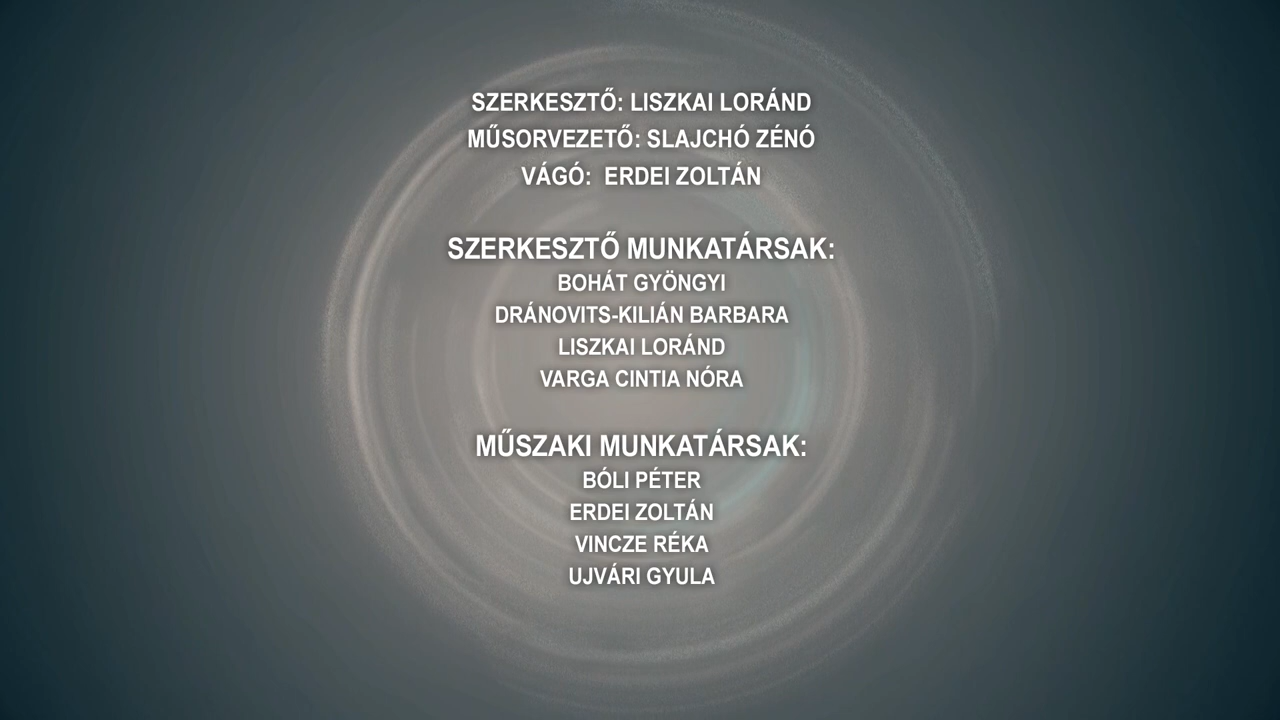 SZERKESZTŐ: LISZKAI LORÁND
MŰSORVEZETŐ: SLAJCHÓ ZÉNÓ
VÁGÓ:  ERDEI ZOLTÁN
SZERKESZTŐ MUNKATÁRSAK:
BOHÁT GYÖNGYI
DRÁNOVITS-KILIÁN BARBARA
LISZKAI LORÁND
VARGA CINTIA NÓRA
MŰSZAKI MUNKATÁRSAK:
BÓLI PÉTER
ERDEI ZOLTÁN
VINCZE RÉKA
UJVÁRI GYULA